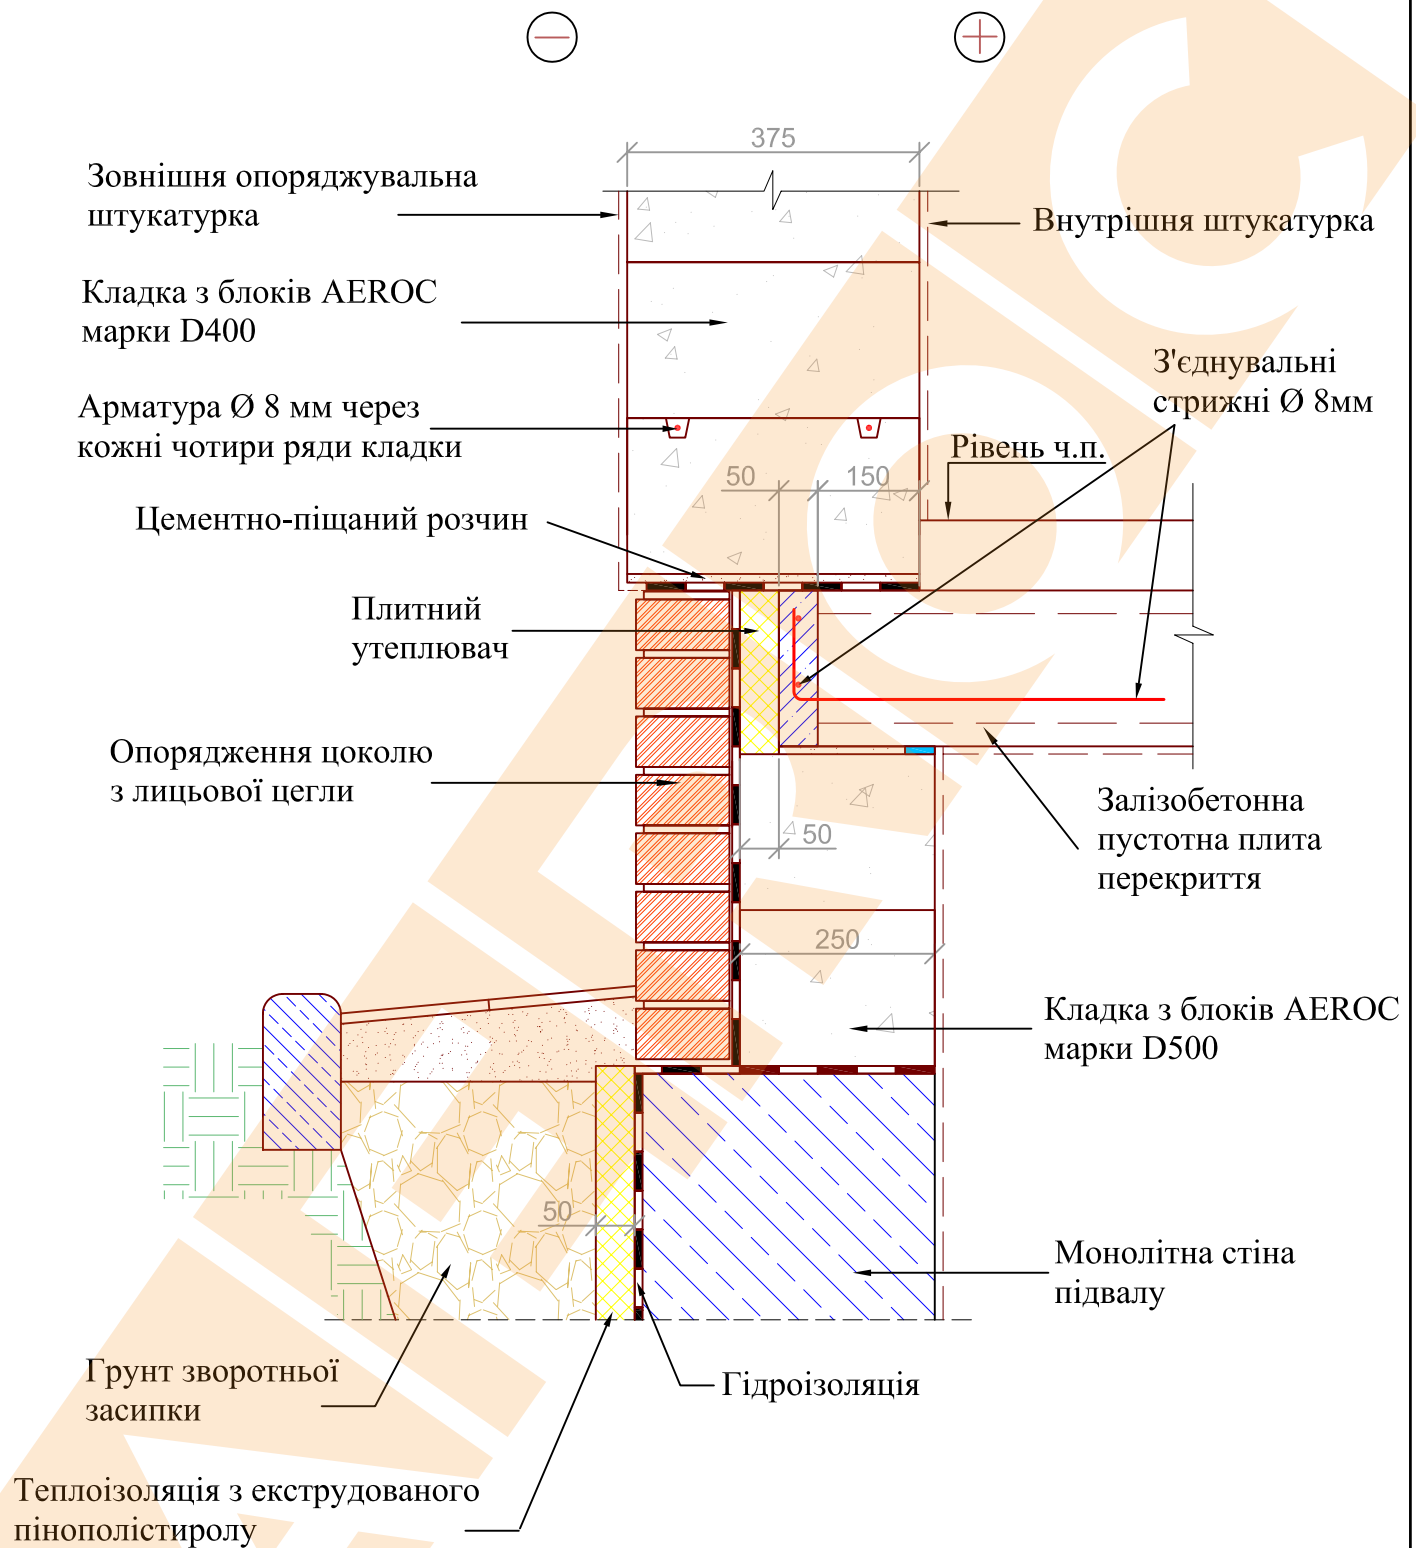 375
Зовнішня опоряджувальна
штукатурка
Внутрішня штукатурка
Кладка з блоків AEROC
марки D400
З'єднувальні
стрижні Ø 8мм
Арматура Ø 8 мм через
кожні чотири ряди кладки
Рівень ч.п.
50
150
Цементно-піщаний розчин
Плитний
утеплювач
Опорядження цоколю
з лицьової цегли
Залізобетонна
пустотна плита
перекриття
50
250
Кладка з блоків AEROC
марки D500
50
Монолітна стіна
підвалу
Грунт зворотньої
засипки
Гідроізоляція
Теплоізоляція з екструдованого
пінополістиролу
AEROC